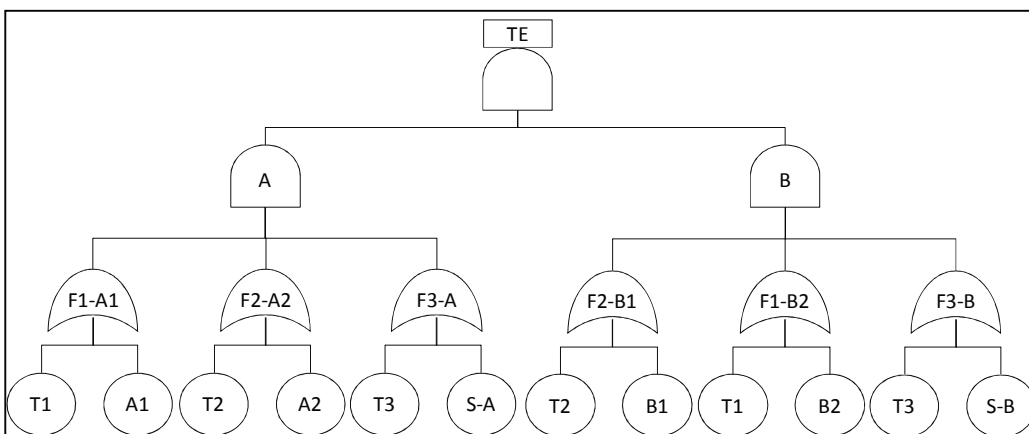 TE
A
B
F1-A1
F2-A2
F3-A
F2-B1
F1-B2
F3-B
T1
A1
T2
A2
T3
S-A
T2
B1
T1
B2
T3
S-B